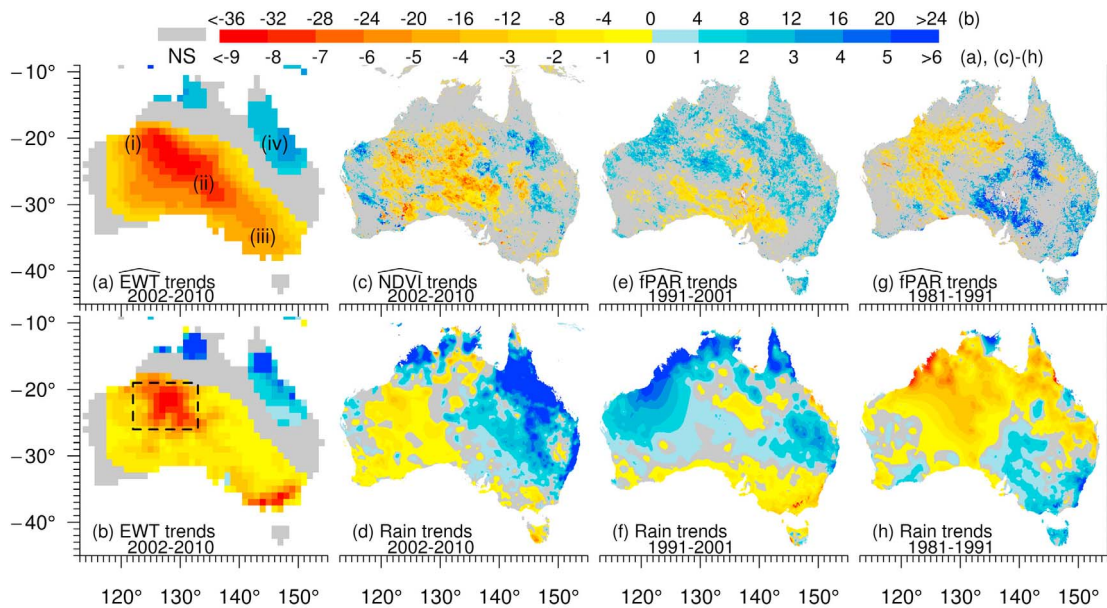 <-36 -32 -28 -24 -20 -16 -12 -8 -4 0 4 8 12 16 20 >24 (b)
NS <-9 -8 -7 -6 -5 -4 -3 -2 -1 0 1 2 3 4 5 >6 (a), (c)-(h)
−10°
−20°
−30°
−40°
(i)
(ii)
(iii)
(iv)
(a) EWT trends
2002-2010
(c) NDVI trends
2002-2010
(e) fPAR trends
1991-2001
(g) fPAR trends
1981-1991
−10°
−20°
−30°
−40°
(b) EWT trends
2002-2010
(d) Rain trends
2002-2010
(f) Rain trends
1991-2001
(h) Rain trends
1981-1991
120° 130° 140° 150° 120° 130° 140° 150° 120° 130° 140° 150° 120° 130° 140° 150°